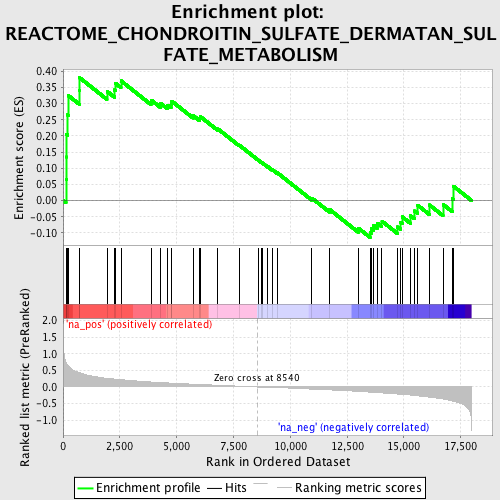 Enrichment plot:
REACTOME_CHONDROITIN_SULFATE_DERMATAN_SUL
FATE_METABOLISM
Enrichment score (ES)
0.40
0.35
0.30
0.25
0.20
0.15
0.10
0.05
0.00
-0.05
-0.10
'na_pos' (positively correlated)
Ranked list metric (PreRanked)
2.0
1.5
1.0
0.5
0.0
-0.5
-1.0
Zero cross at 8540
'na_neg' (negatively correlated)
0 2,500 5,000 7,500 10,000 12,500 15,000 17,500
Rank in Ordered Dataset
Enrichment profile Hits Ranking metric scores